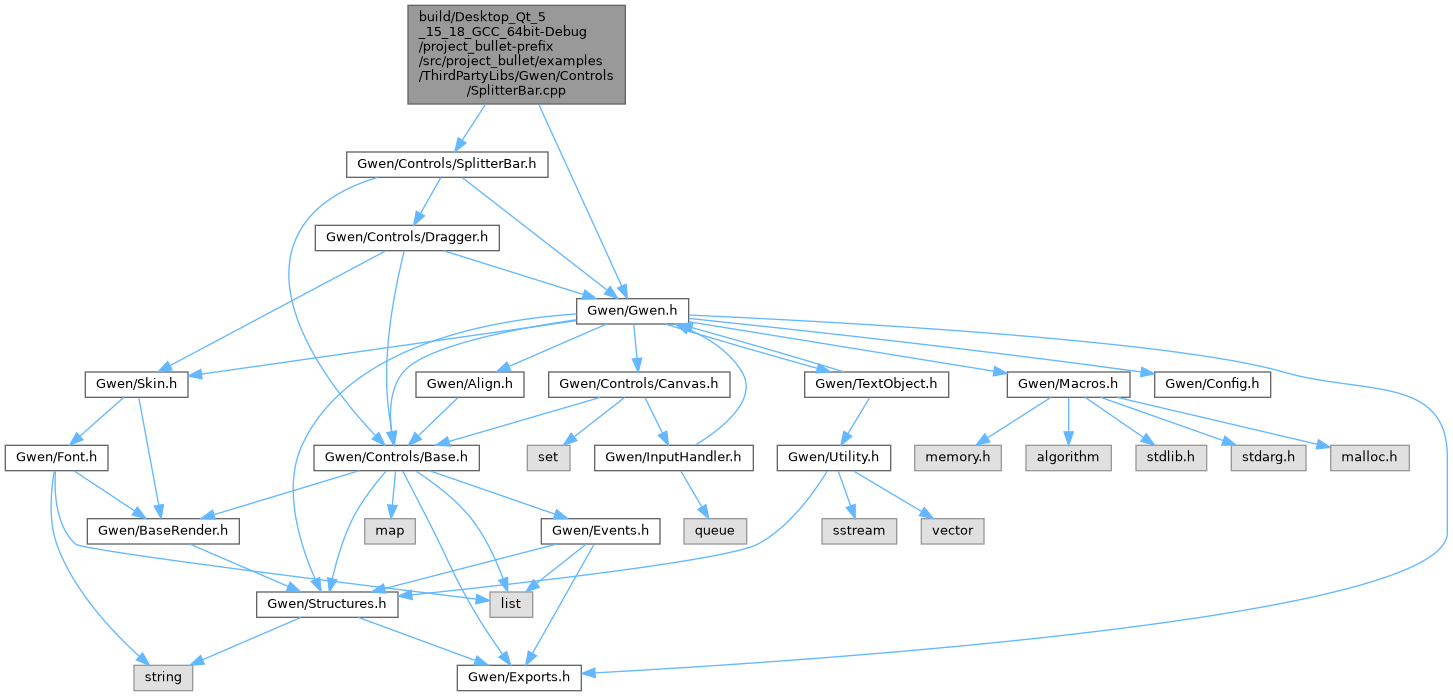 build/Desktop_Qt_5
_15_18_GCC_64bit-Debug
/project_bullet-prefix
/src/project_bullet/examples
/ThirdPartyLibs/Gwen/Controls
/SplitterBar.cpp
Gwen/Controls/SplitterBar.h
Gwen/Controls/Dragger.h
Gwen/Gwen.h
Gwen/Skin.h
Gwen/Align.h
Gwen/Controls/Canvas.h
Gwen/TextObject.h
Gwen/Macros.h
Gwen/Config.h
Gwen/Font.h
Gwen/Controls/Base.h
set
Gwen/InputHandler.h
Gwen/Utility.h
memory.h
algorithm
stdlib.h
stdarg.h
malloc.h
Gwen/BaseRender.h
map
Gwen/Events.h
queue
sstream
vector
Gwen/Structures.h
list
string
Gwen/Exports.h